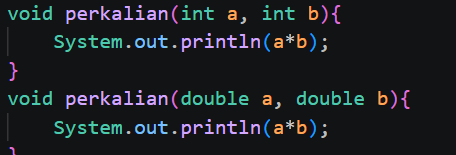 void perkalian(int a, int b){
    System.out.println(a*b);
}
void perkalian(double a, double b){
    System.out.println(a*b);
}